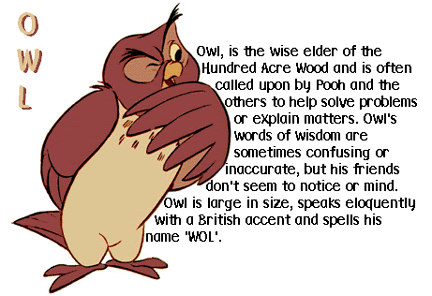 OWL
Owl, is the wise elder of the
Hundred Acre Wood and is often
called upon by Pooh and the
others to help solve problems
or explain matters. Owl's
words of wisdom are
sometimes confusing or
inaccurate, but his friends
don't seem to notice or mind.
Owl is large in size, speaks eloquently
with a British accent and spells his
name 'WOL'.